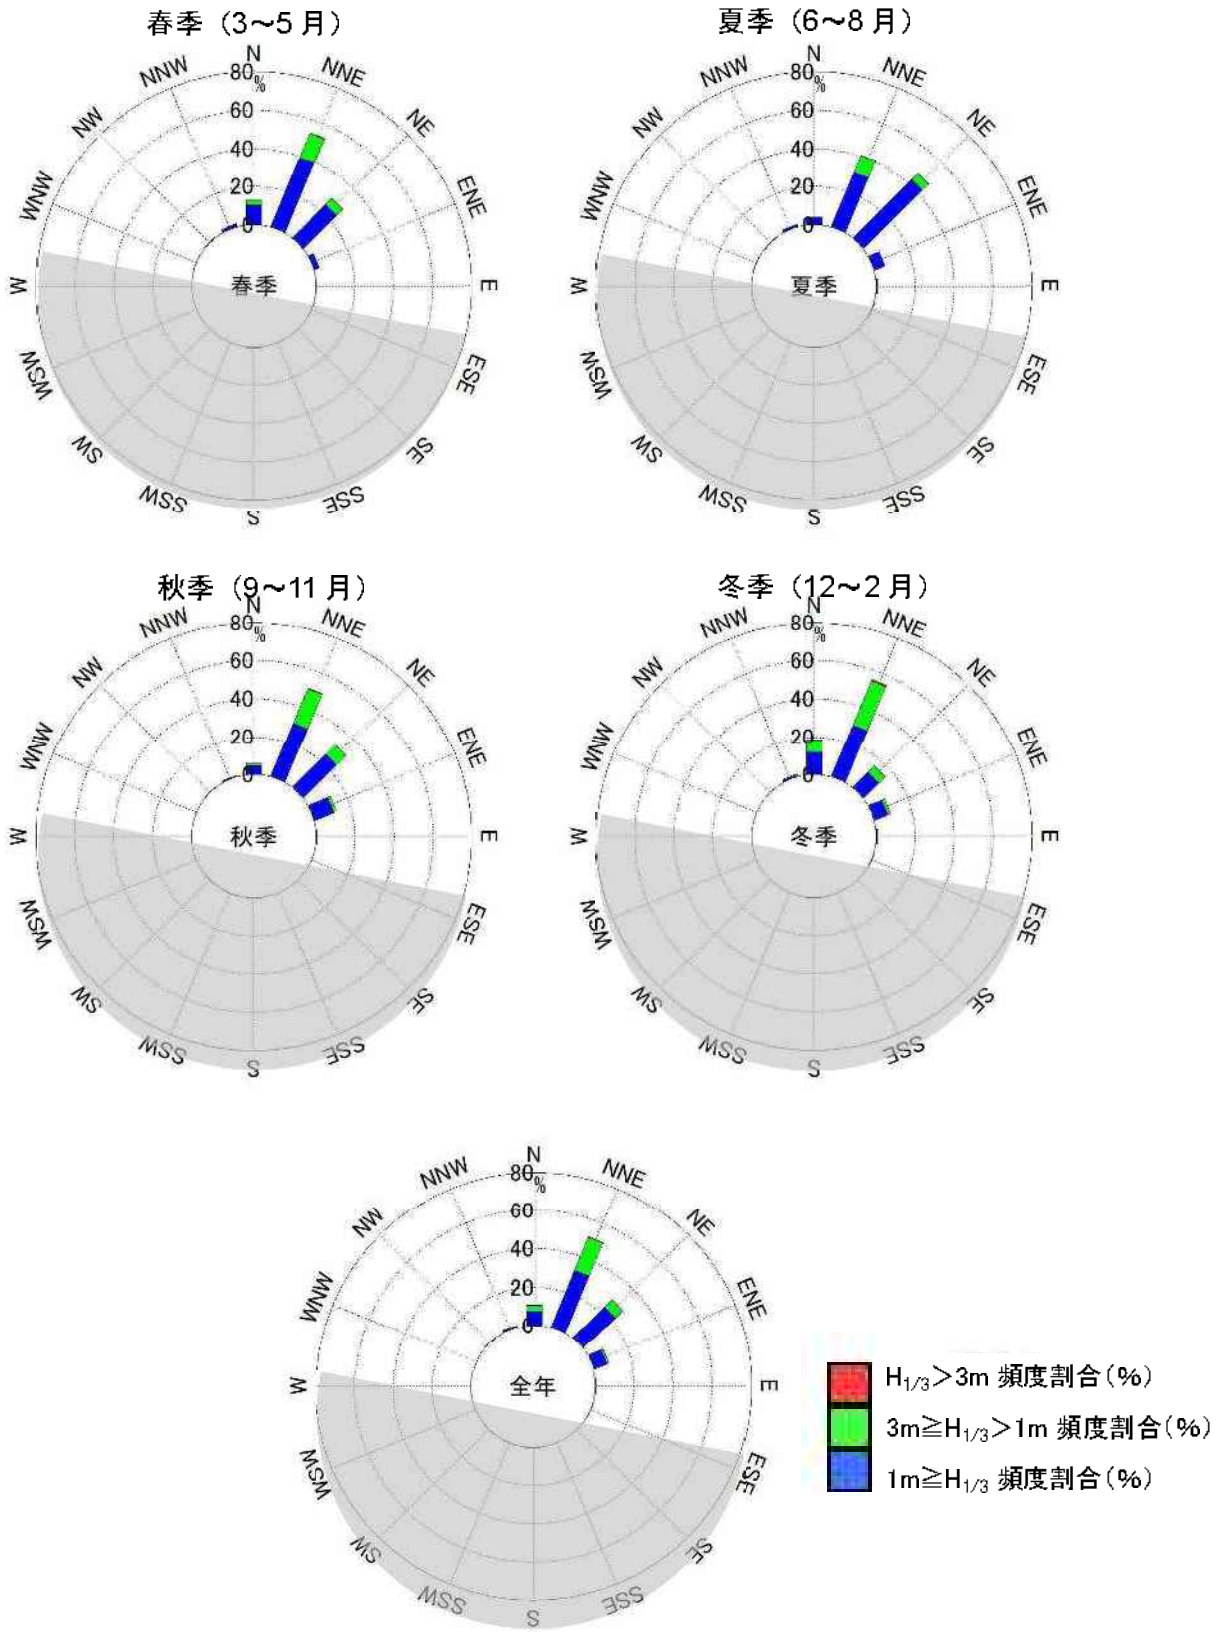 春季（3～5月）
N
80
%
60
40
20
0
NNE
NE
ENE
E
ESE
SE
SSE
S
SSW
SW
WSW
W
WNW
NW
NNW
春季
夏季（6～8月）
N
80
%
60
40
20
0
NNE
NE
ENE
E
ESE
SE
SSE
S
SSW
SW
WSW
W
WNW
NW
NNW
夏季
秋季（9～11月）
N
80
%
60
40
20
0
NNE
NE
ENE
E
ESE
SE
SSE
S
SSW
SW
WSW
W
WNW
NW
NNW
秋季
冬季（12～2月）
N
80
%
60
40
20
0
NNE
NE
ENE
E
ESE
SE
SSE
S
SSW
SW
WSW
W
WNW
NW
NNW
冬季
N
80
%
60
40
20
0
NNE
NE
ENE
E
ESE
SE
SSE
S
SSW
SW
WSW
W
WNW
NW
NNW
全年
H1/3＞3m 頻度割合(%)
3m≧H1/3＞1m 頻度割合(%)
1m≧H1/3 頻度割合(%)